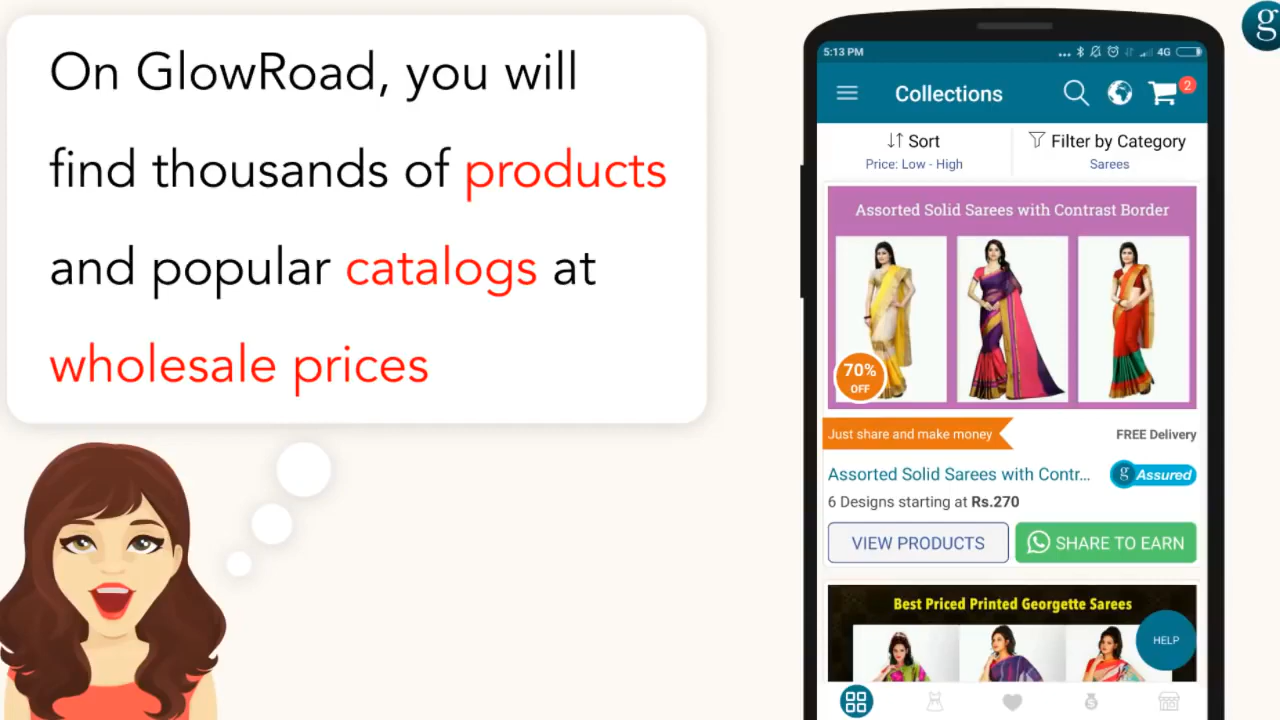 On GlowRoad, you will
find thousands of products
and popular catalogs at
wholesale prices
g
5:13 PM
4G
Collections
2
Sort
Price: Low - High
Filter by Category
Sarees
Assorted Solid Sarees with Contrast Border
70%
OFF
Just share and make money
FREE Delivery
Assorted Solid Sarees with Contr...
g Assured
6 Designs starting at Rs.270
VIEW PRODUCTS
SHARE TO EARN
Best Priced Printed Georgette Sarees
HELP